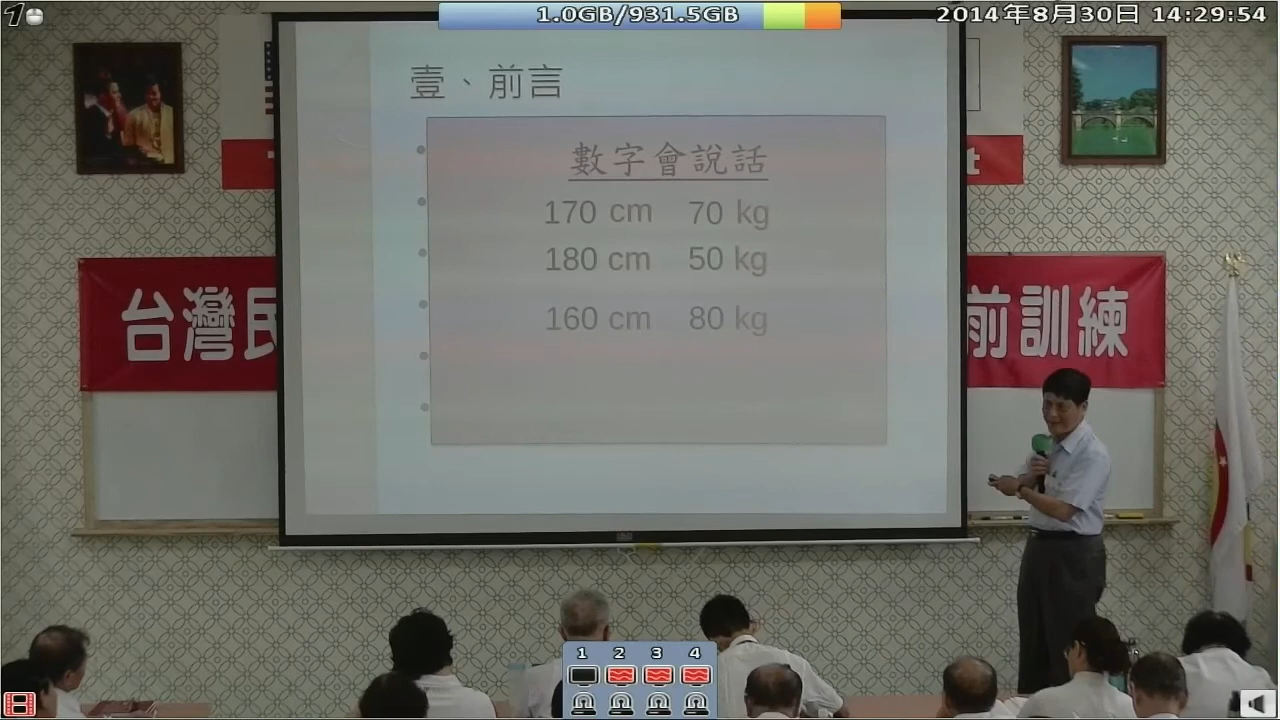 1
1.0GB/931.5GB
2014年8月30日 14:29:54
壹、前言
數字會說話
170 cm 70 kg
180 cm 50 kg
160 cm 80 kg
t
台灣民
前訓練
1 2 3 4